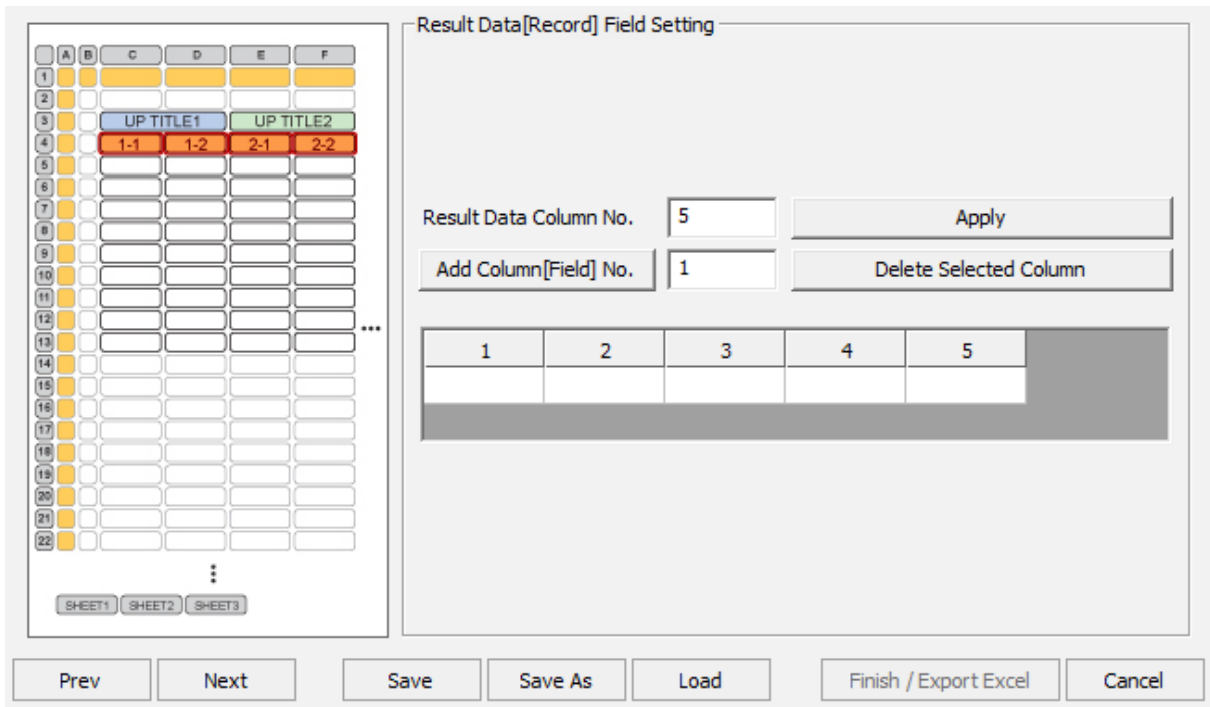 Result Data[Record] Field Setting
A B C D E F
1
2
3 UP TITLE1 UP TITLE2
4 1-1 1-2 2-1 2-2
5
6
7
8
9
10
11
12
13
14
15
16
17
18
19
20
21
22
...
SHEET1 SHEET2 SHEET3
Result Data Column No. 5 Apply
Add Column[Field] No. 1 Delete Selected Column
1 2 3 4 5
Prev Next Save Save As Load Finish / Export Excel Cancel